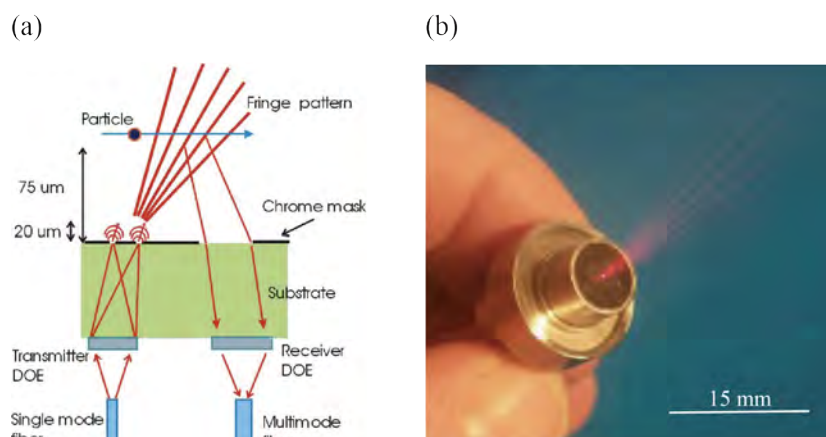 (a)
(b)
Fringe pattern
Particle
75 um
20 um
Chrome mask
Substrate
Transmitter
DOE
Receiver
DOE
Single mode
Multimode
15 mm